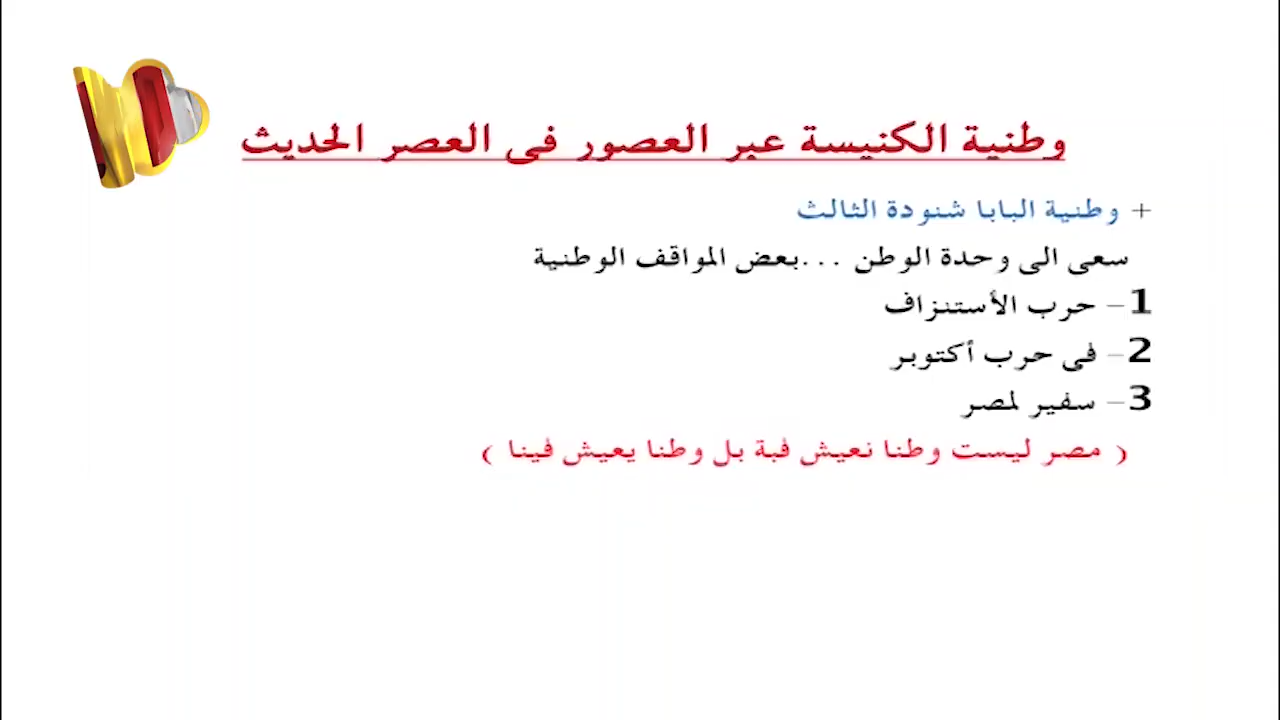 وطنية الكنيسة عبر العصور فى العصر الحديث
+ وطنية البابا شنودة الثالث
سعى الى وحدة الوطن ...بعض المواقف الوطنية
1- حرب الأستنزاف
2- فى حرب أكتوبر
3- سفير لمصر
( مصر ليست وطنا نعيش فبة بل وطنا يعيش فينا )